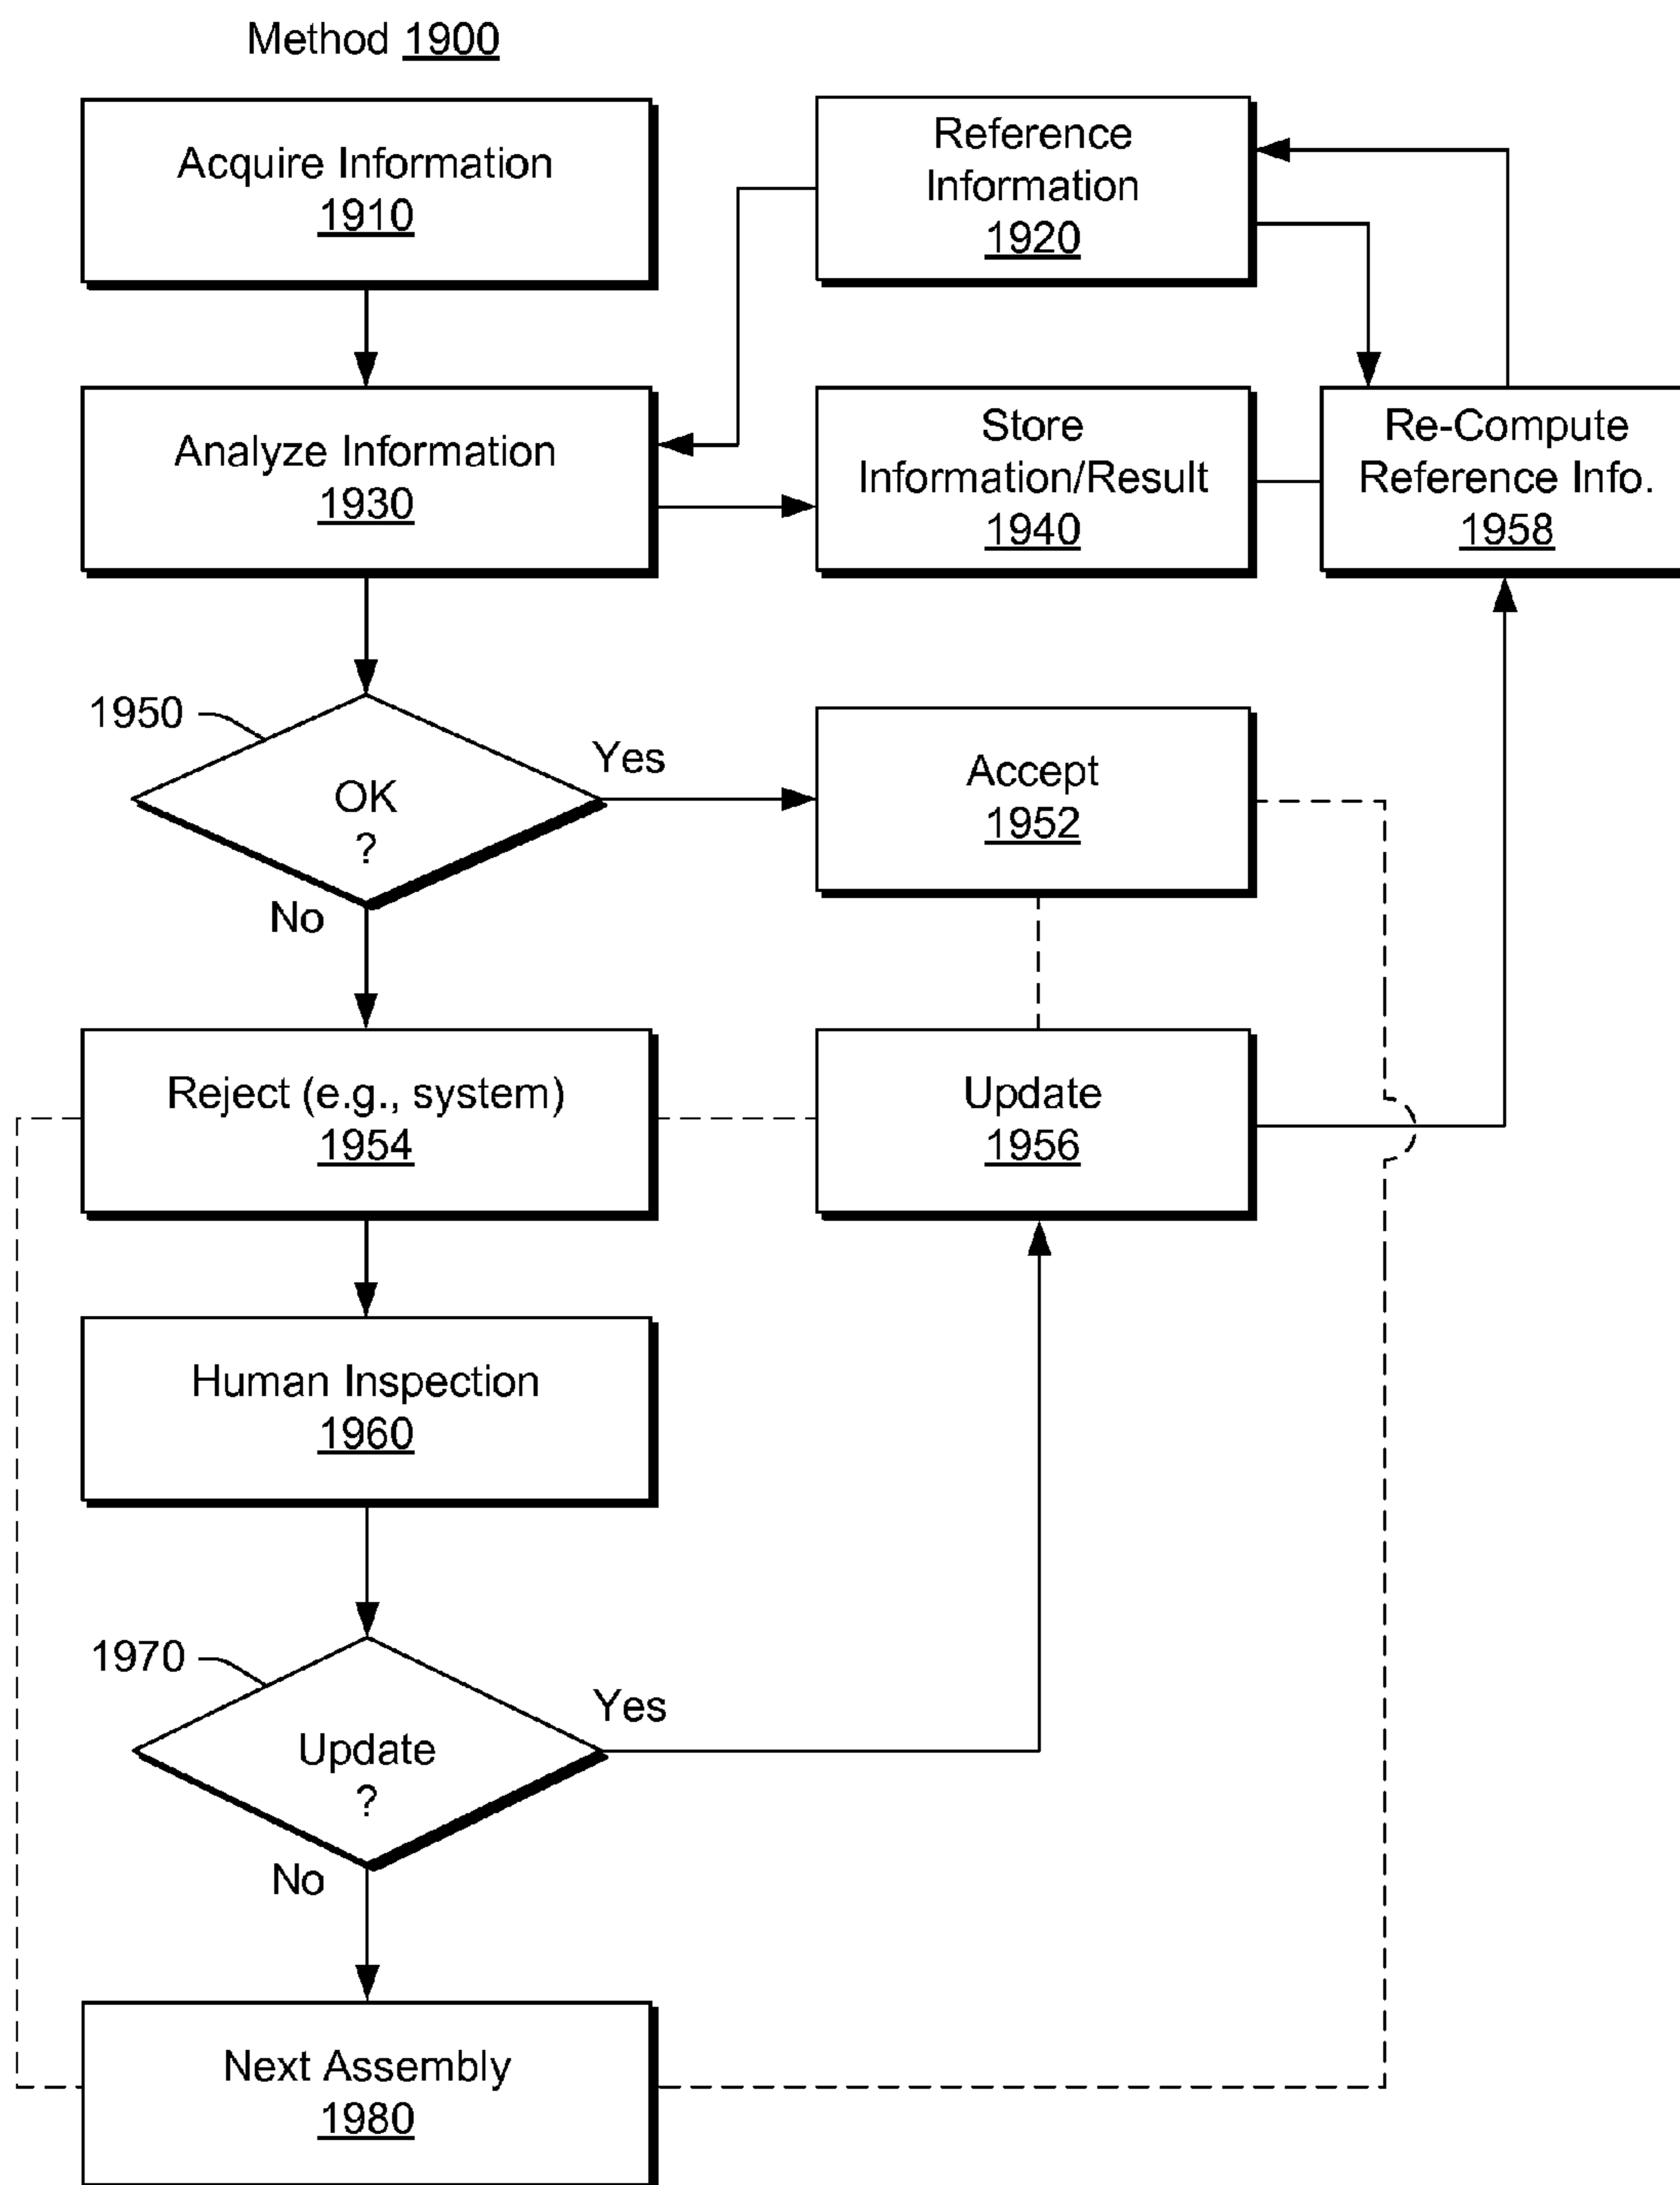 Method 1900
Acquire Information
1910
Reference
Information
1920
Analyze Information
1930
Store
Information/Result
1940
Re-Compute
Reference Info.
1958
1950
OK
?
Yes
No
Accept
1952
Reject (e.g., system)
1954
Update
1956
Human Inspection
1960
1970
Update
?
Yes
No
Next Assembly
1980